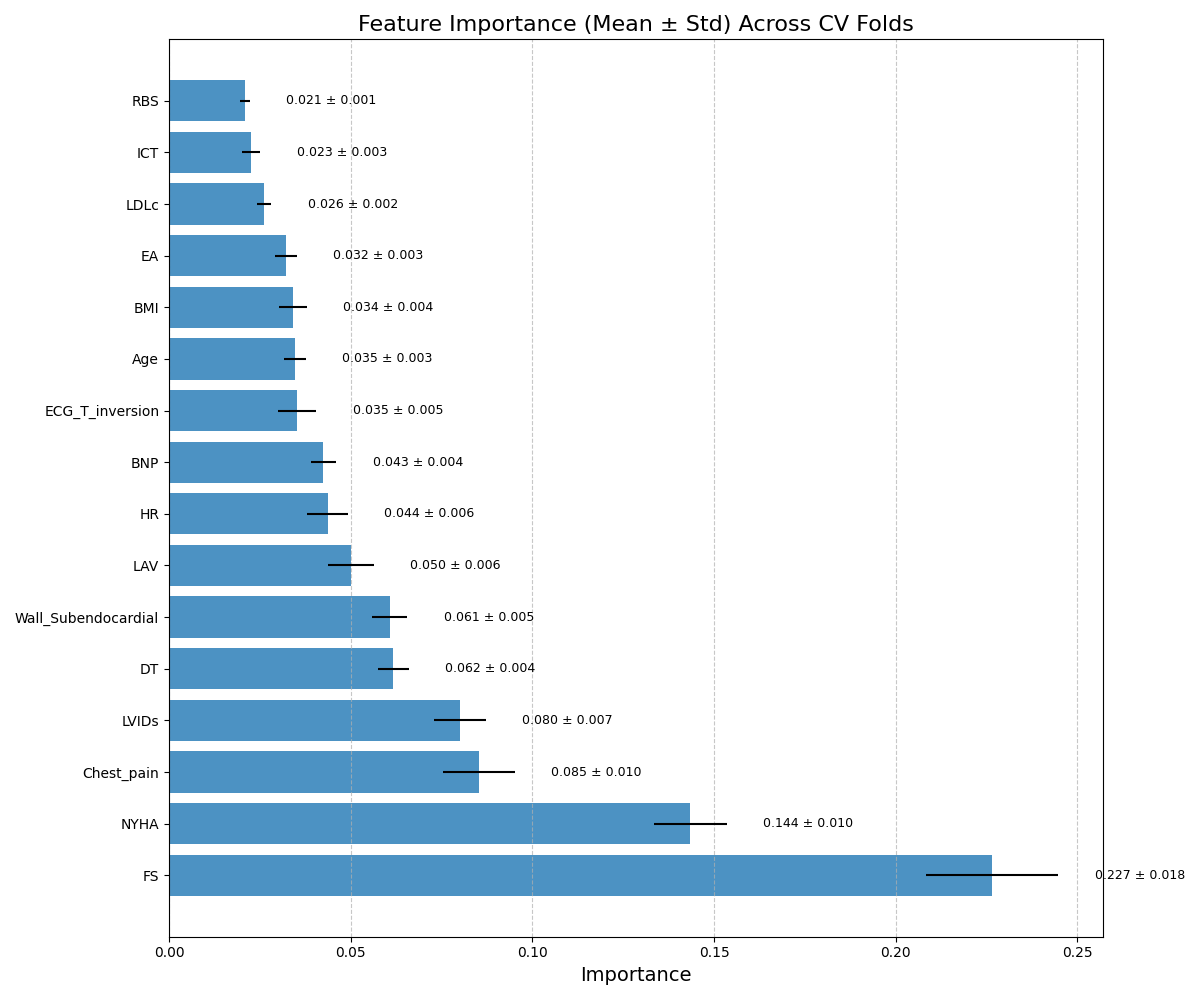 Feature Importance (Mean ± Std) Across CV Folds
RBS 0.021 ± 0.001
ICT 0.023 ± 0.003
LDLc 0.026 ± 0.002
EA 0.032 ± 0.003
BMI 0.034 ± 0.004
Age 0.035 ± 0.003
ECG_T_inversion 0.035 ± 0.005
BNP 0.043 ± 0.004
HR 0.044 ± 0.006
LAV 0.050 ± 0.006
Wall_Subendocardial 0.061 ± 0.005
DT 0.062 ± 0.004
LVIDs 0.080 ± 0.007
Chest_pain 0.085 ± 0.010
NYHA 0.144 ± 0.010
FS 0.227 ± 0.018
0.00 0.05 0.10 0.15 0.20 0.25
Importance